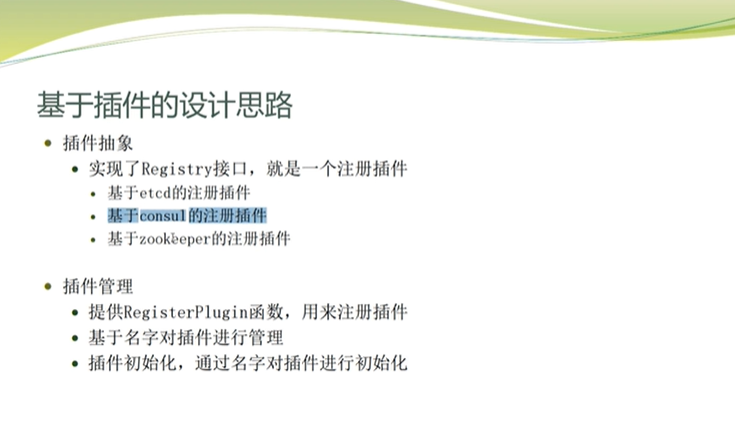 基于插件的设计思路
插件抽象
实现了Registry接口，就是一个注册插件
基于etcd的注册插件
基于consul的注册插件
基于zookeeper的注册插件
插件管理
提供RegisterPlugin函数，用来注册插件
基于名字对插件进行管理
插件初始化，通过名字对插件进行初始化